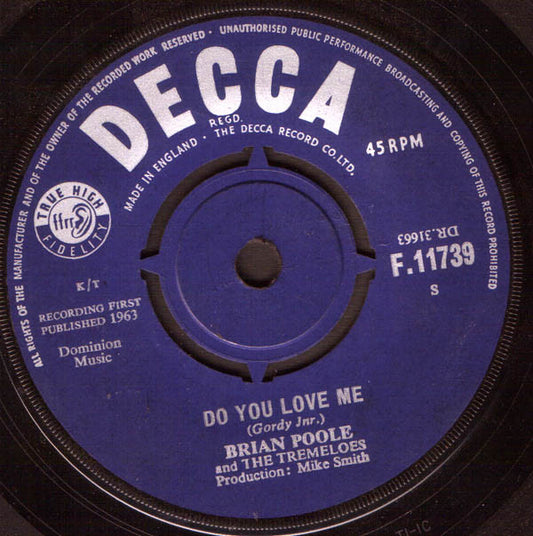 ALL RIGHTS OF THE MANUFACTURER AND OF THE OWNER OF THE RECORDED WORK RESERVED · UNAUTHORISED PUBLIC PERFORMANCE, BROADCASTING AND COPYING OF THIS RECORD PROHIBITED
DECCA
REGD.
MADE IN ENGLAND · THE DECCA RECORD CO. LTD.
45 RPM
TRUE HIGH
ffrr
FIDELITY
DR.31663
F.11739
S
K/T
RECORDING FIRST
PUBLISHED 1963
Dominion
Music
DO YOU LOVE ME
(Gordy Jnr.)
BRIAN POOLE
and THE TREMELOES
Production: Mike Smith